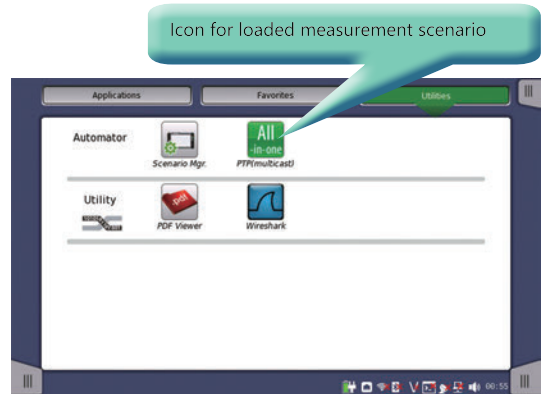 Icon for loaded measurement scenario
Applications
Favorites
Utilities
Automator
All
-in-one
Scenario Mgr.
PTP(multicast)
Utility
.pdf
PDF Viewer
Wireshark
00:55